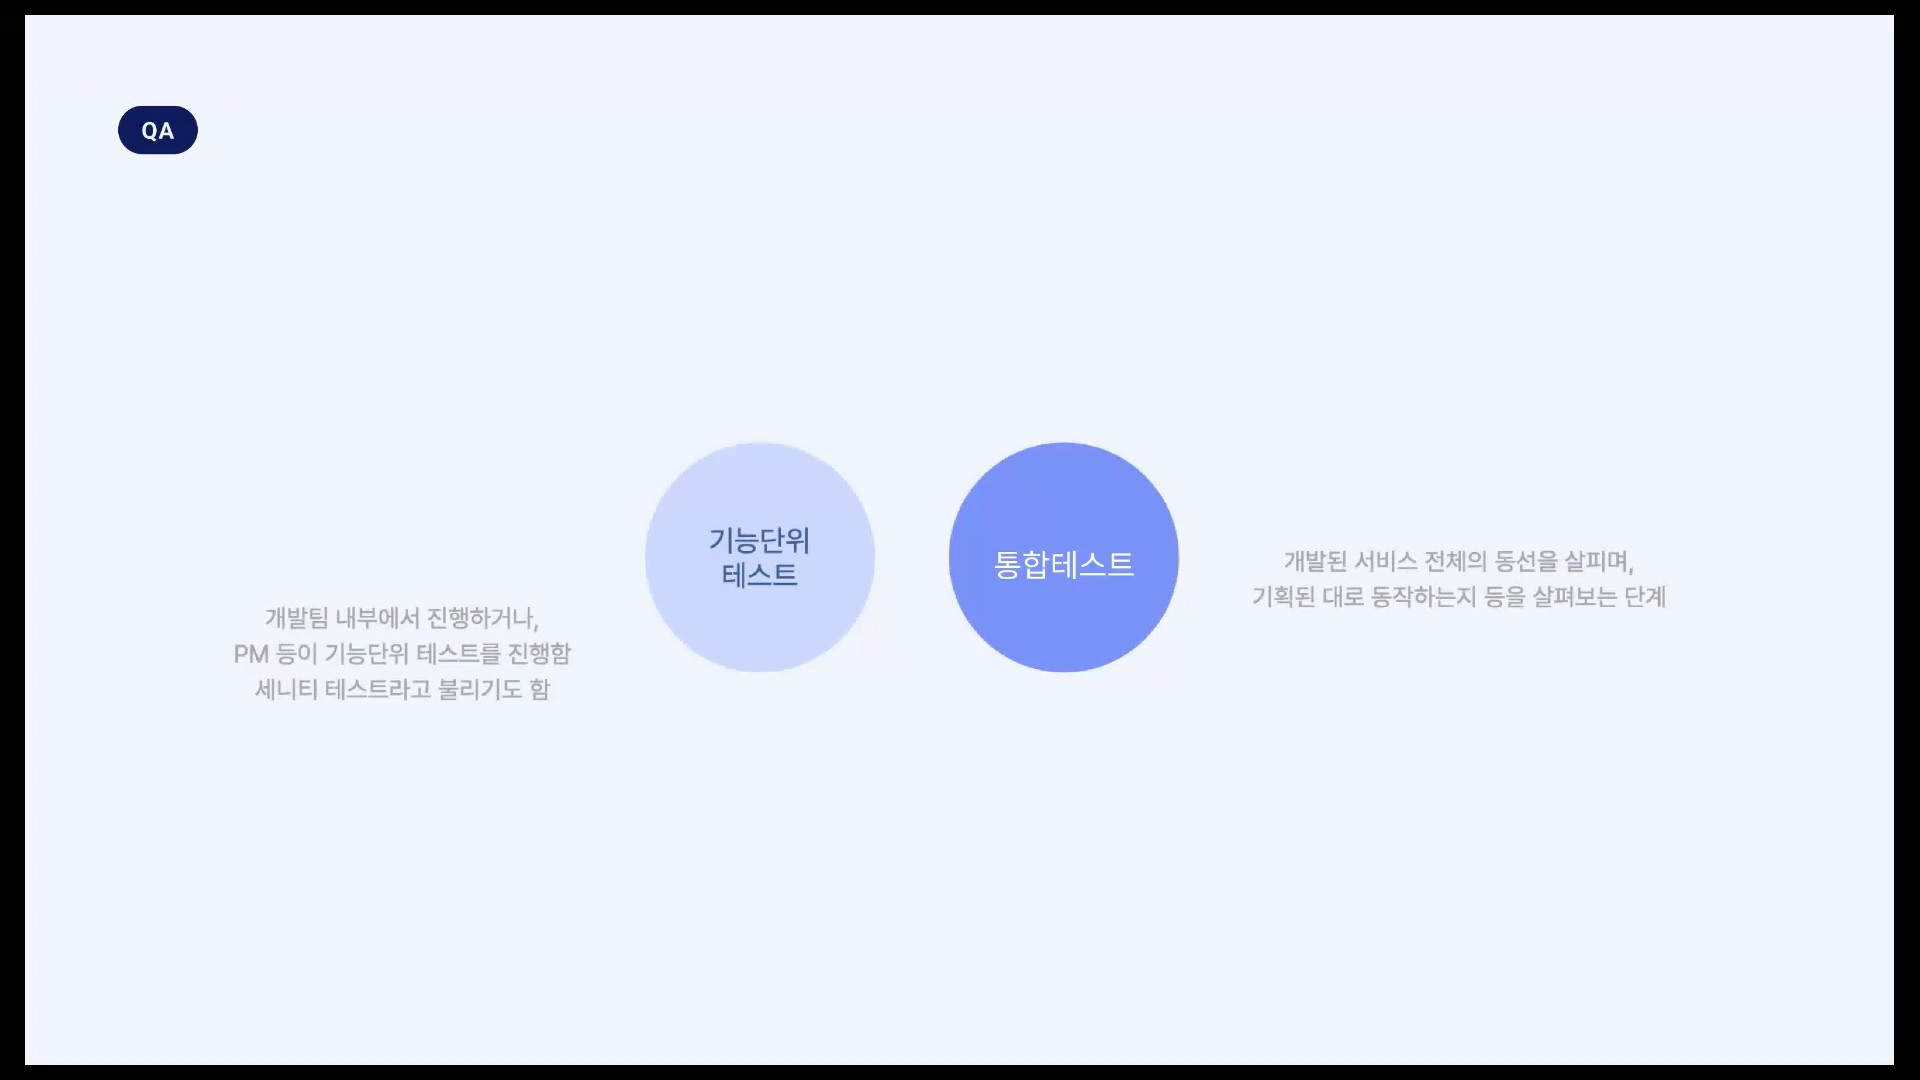 QA
기능단위
테스트
개발팀 내부에서 진행하거나,
PM 등이 기능단위 테스트를 진행함
세니티 테스트라고 불리기도 함
통합테스트
개발된 서비스 전체의 동선을 살피며,
기획된 대로 동작하는지 등을 살펴보는 단계